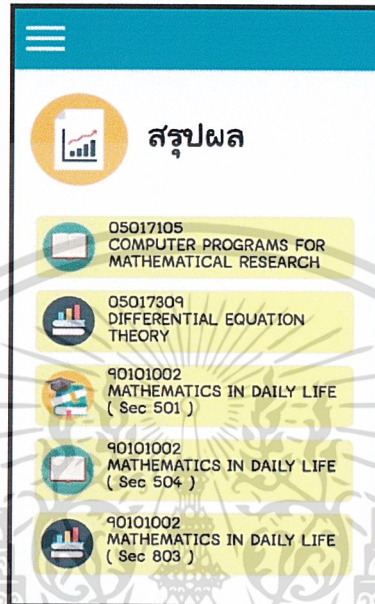 สรุปผล
05017105
COMPUTER PROGRAMS FOR
MATHEMATICAL RESEARCH
05017309
DIFFERENTIAL EQUATION
THEORY
90101002
MATHEMATICS IN DAILY LIFE
( Sec 501 )
90101002
MATHEMATICS IN DAILY LIFE
( Sec 504 )
90101002
MATHEMATICS IN DAILY LIFE
( Sec 803 )